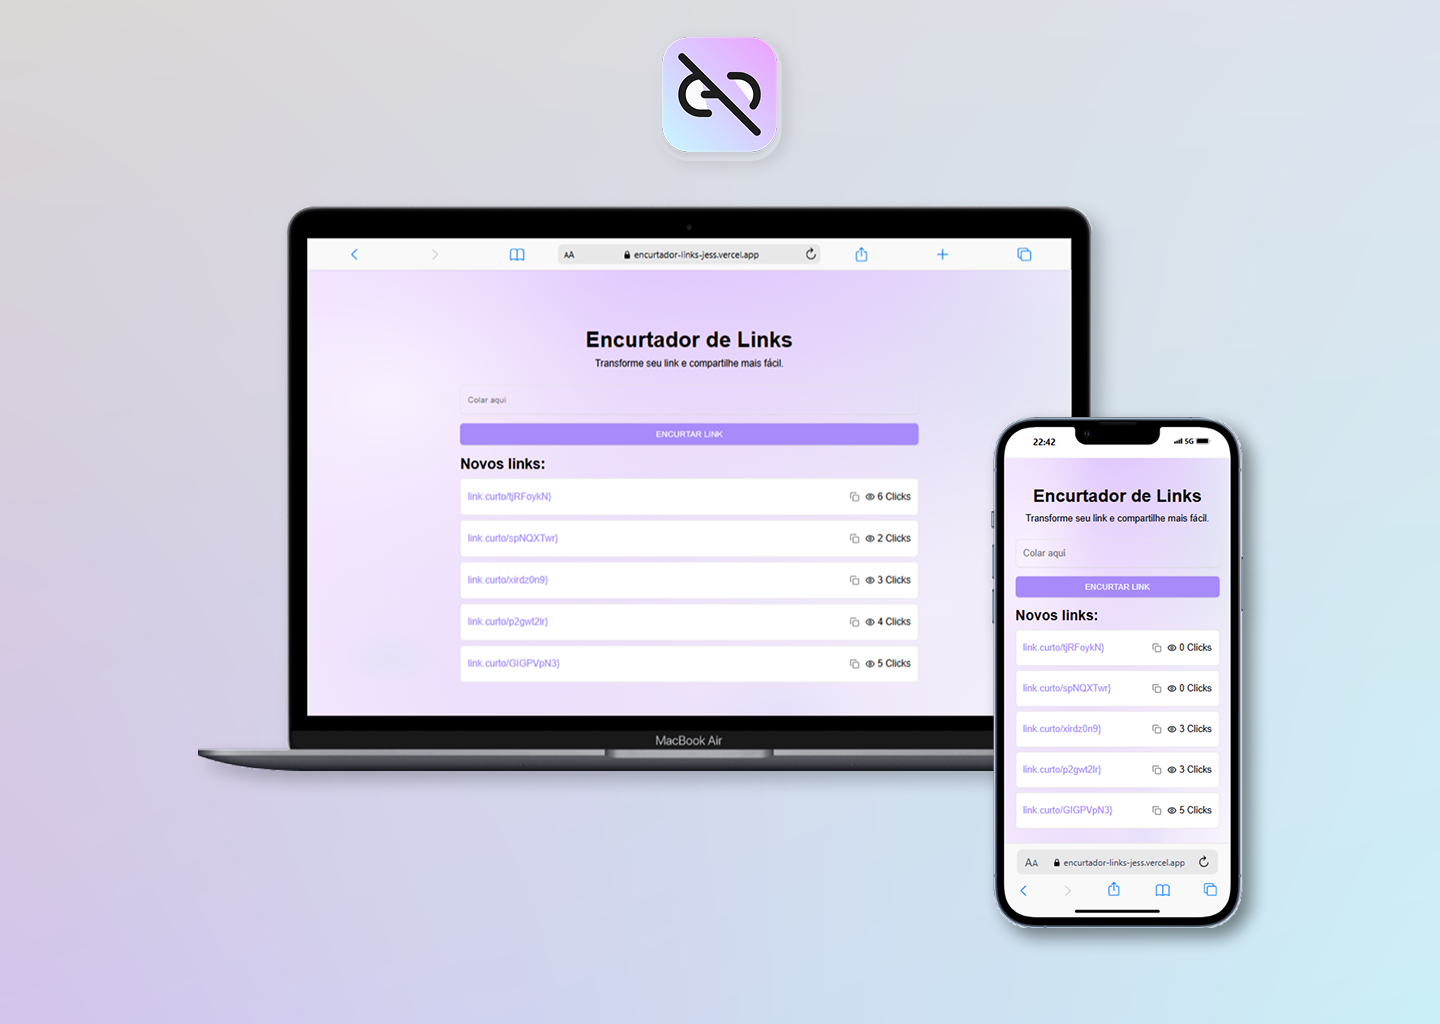 AA encurtador-links-jess.vercel.app
Encurtador de Links
Transforme seu link e compartilhe mais fácil.
Colar aqui
ENCURTAR LINK
Novos links:
link.curto/tjRFoykN} 6 Clicks
link.curto/spNQXTwr} 2 Clicks
link.curto/xirdz0n9} 3 Clicks
link.curto/p2gwt2lr} 4 Clicks
link.curto/GIGPVpN3} 5 Clicks
MacBook Air
22:42 5G
Encurtador de Links
Transforme seu link e compartilhe mais fácil.
Colar aqui
ENCURTAR LINK
Novos links:
link.curto/tjRFoykN} 0 Clicks
link.curto/spNQXTwr} 0 Clicks
link.curto/xirdz0n9} 3 Clicks
link.curto/p2gwt2lr} 3 Clicks
link.curto/GIGPVpN3} 5 Clicks
AA encurtador-links-jess.vercel.app